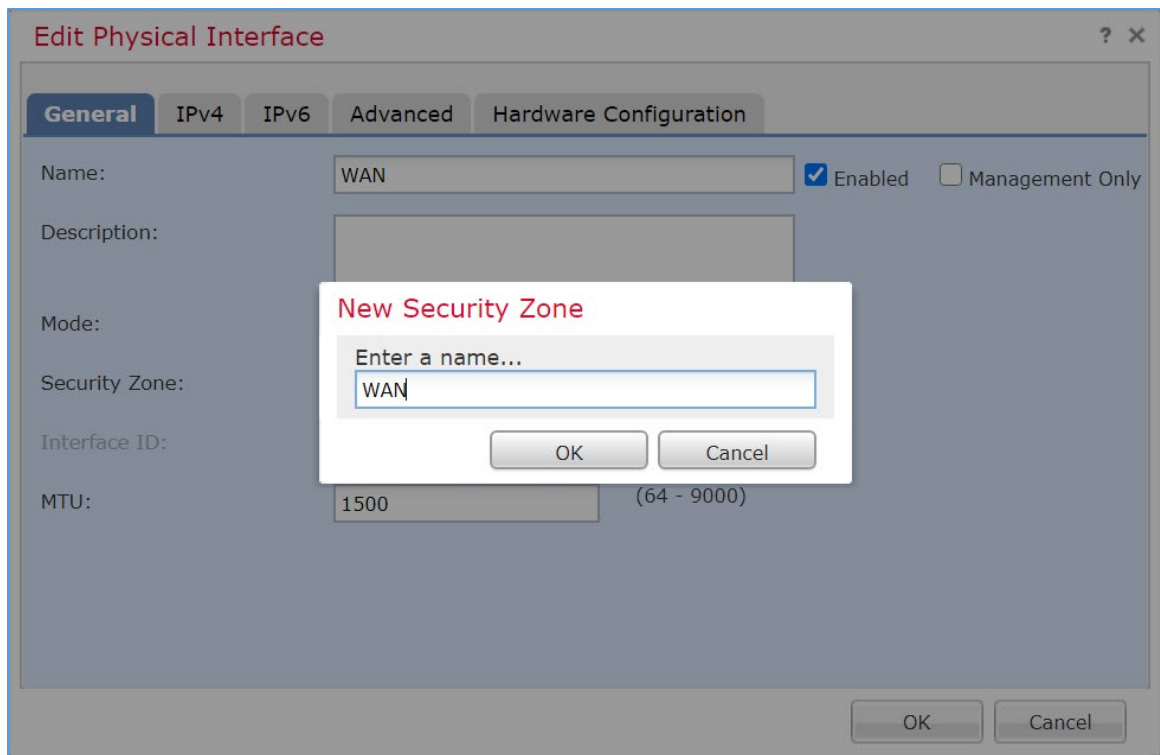 Edit Physical Interface ? ×
General IPv4 IPv6 Advanced Hardware Configuration
Name: WAN Enabled Management Only
Description:
New Security Zone
Mode:
Enter a name...
Security Zone: WAN
Interface ID: OK Cancel
MTU: 1500 (64 - 9000)
OK Cancel